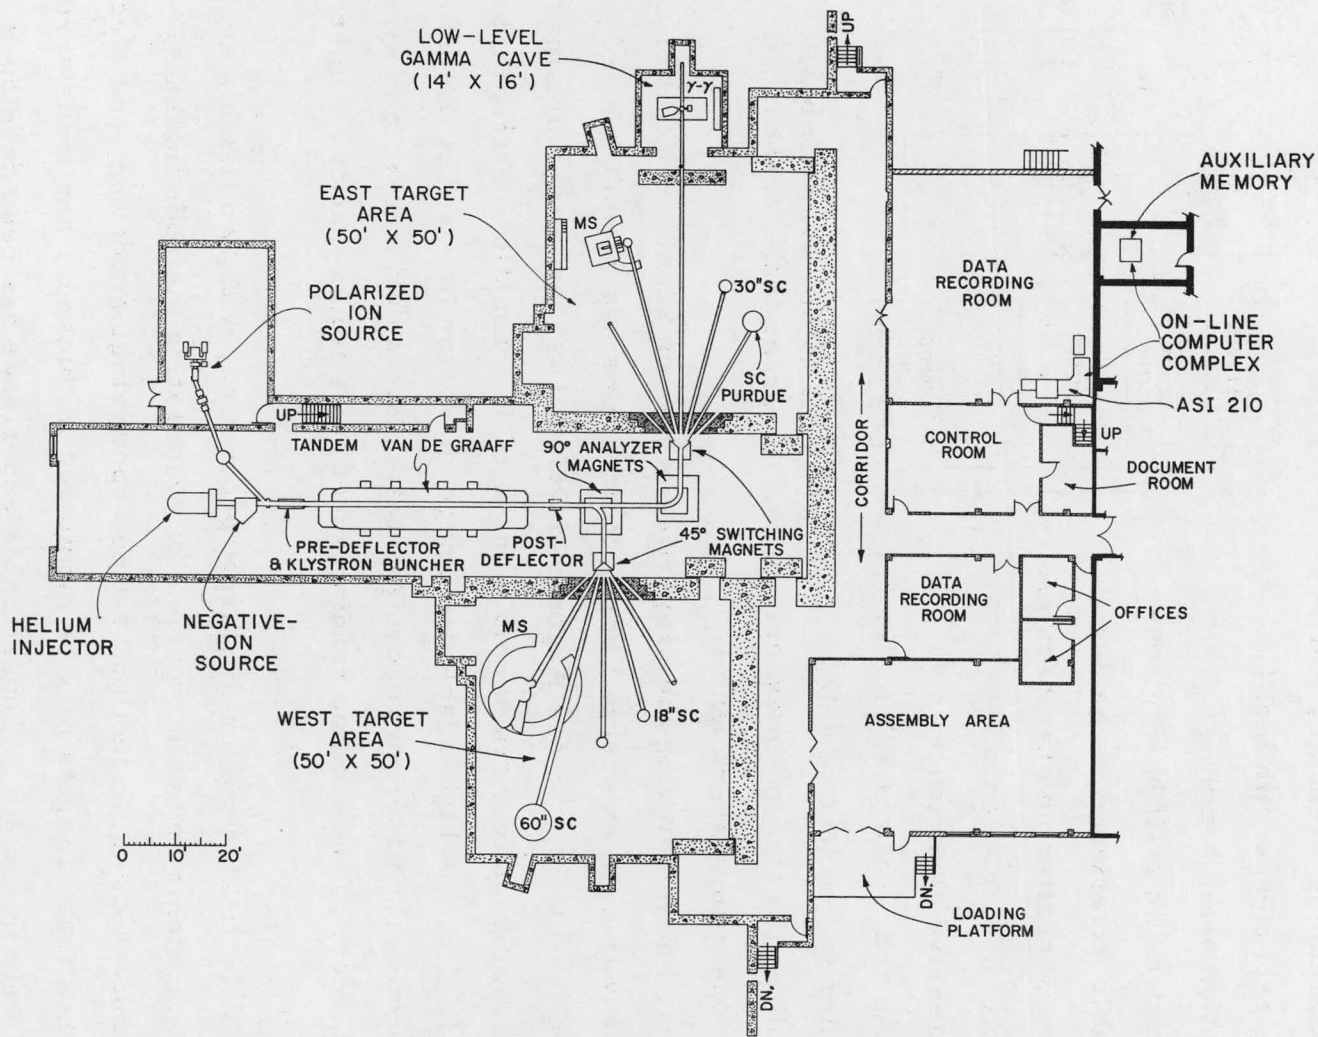 LOW-LEVEL
GAMMA CAVE
(14' X 16')
γ-γ
UP
EAST TARGET
AREA
(50' X 50')
MS
30" SC
SC
PURDUE
AUXILIARY
MEMORY
DATA
RECORDING
ROOM
ON-LINE
COMPUTER
COMPLEX
ASI 210
POLARIZED
ION
SOURCE
UP
TANDEM
VAN DE GRAAFF
90° ANALYZER
MAGNETS
CORRIDOR
CONTROL
ROOM
UP
DOCUMENT
ROOM
PRE-DEFLECTOR
& KLYSTRON BUNCHER
POST-
DEFLECTOR
45° SWITCHING
MAGNETS
HELIUM
INJECTOR
NEGATIVE-
ION
SOURCE
DATA
RECORDING
ROOM
OFFICES
MS
18" SC
WEST TARGET
AREA
(50' X 50')
60" SC
ASSEMBLY AREA
0 10' 20'
DN.
LOADING
PLATFORM
DN.